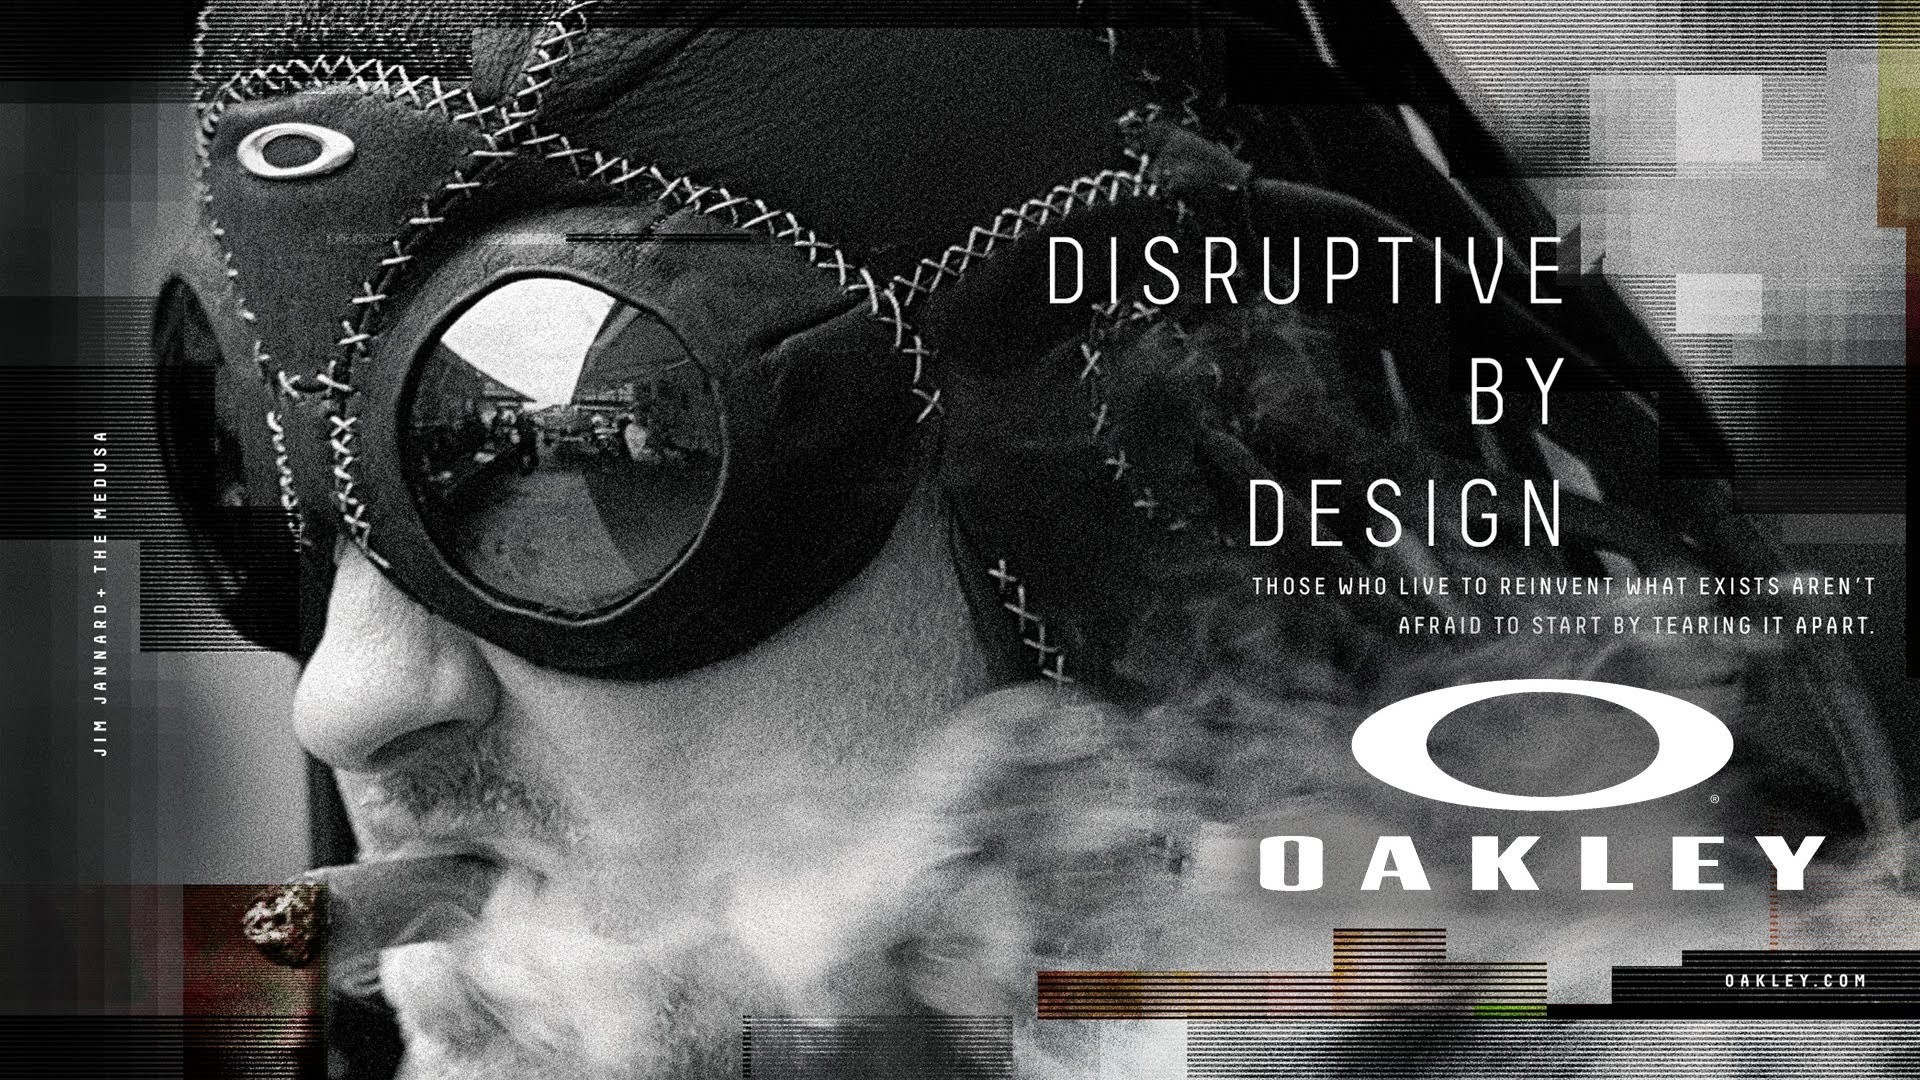 DISRUPTIVE
BY
DESIGN
THOSE WHO LIVE TO REINVENT WHAT EXISTS AREN'T
AFRAID TO START BY TEARING IT APART.
®
OAKLEY
OAKLEY.COM
JIM JANNARD+ THE MEDUSA